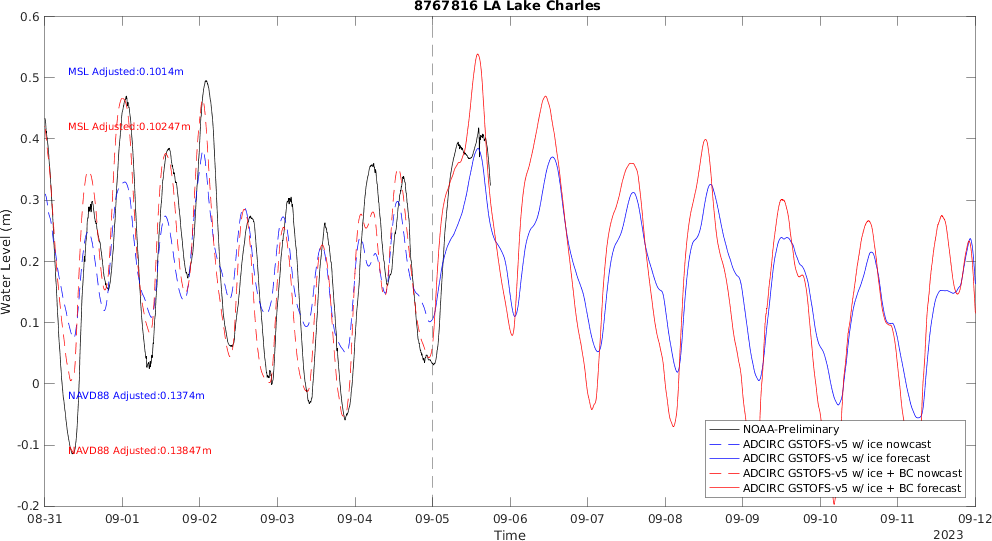 8767816 LA Lake Charles
0.6
0.5
0.4
0.3
0.2
0.1
0
-0.1
-0.2
Water Level (m)
MSL Adjusted:0.1014m
MSL Adjusted:0.10247m
NAVD88 Adjusted:0.1374m
NAVD88 Adjusted:0.13847m
NOAA-Preliminary
ADCIRC GSTOFS-v5 w/ ice nowcast
ADCIRC GSTOFS-v5 w/ ice forecast
ADCIRC GSTOFS-v5 w/ ice + BC nowcast
ADCIRC GSTOFS-v5 w/ ice + BC forecast
08-31 09-01 09-02 09-03 09-04 09-05 09-06 09-07 09-08 09-09 09-10 09-11 09-12
Time
2023